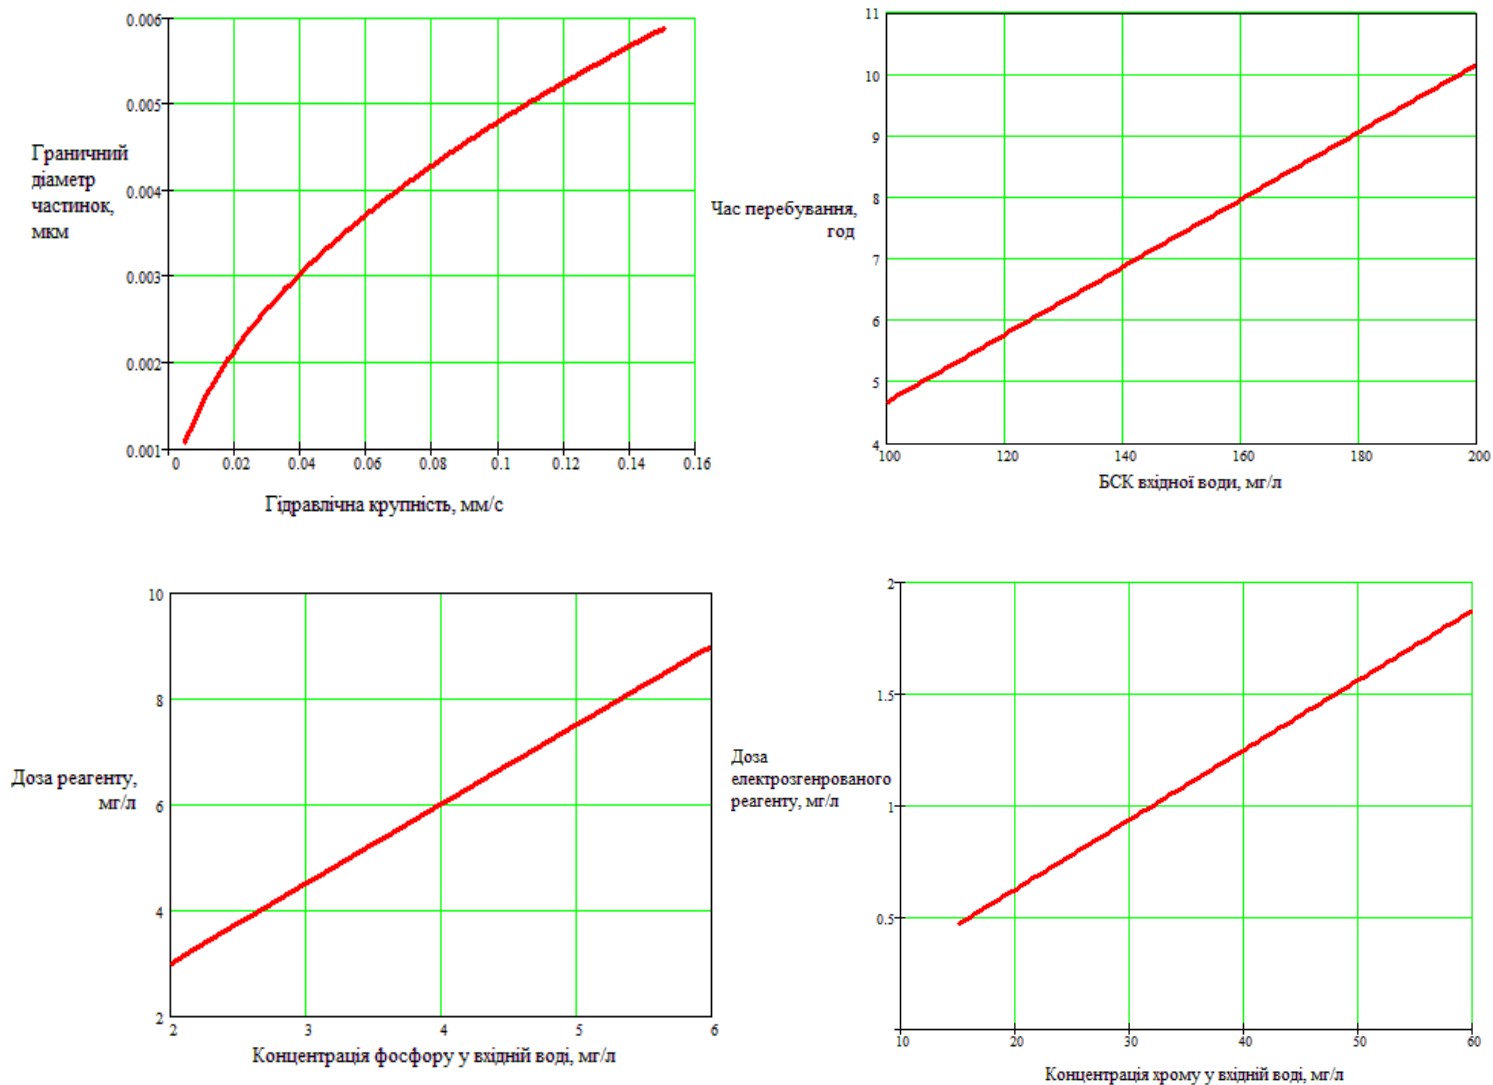 0.006
0.005
0.004
0.003
0.002
0.001
Граничний
діаметр
частинок,
мкм
0 0.02 0.04 0.06 0.08 0.1 0.12 0.14 0.16
Гідравлічна крупність, мм/с
11
10
9
8
7
6
5
4
Час перебування,
год
100 120 140 160 180 200
БСК вхідної води, мг/л
10
8
6
4
2
Доза реагенту,
мг/л
2 3 4 5 6
Концентрація фосфору у вхідній воді, мг/л
2
1.5
1
0.5
Доза
електрозгенрованого
реагенту, мг/л
10 20 30 40 50 60
Концентрація хрому у вхідній воді, мг/л